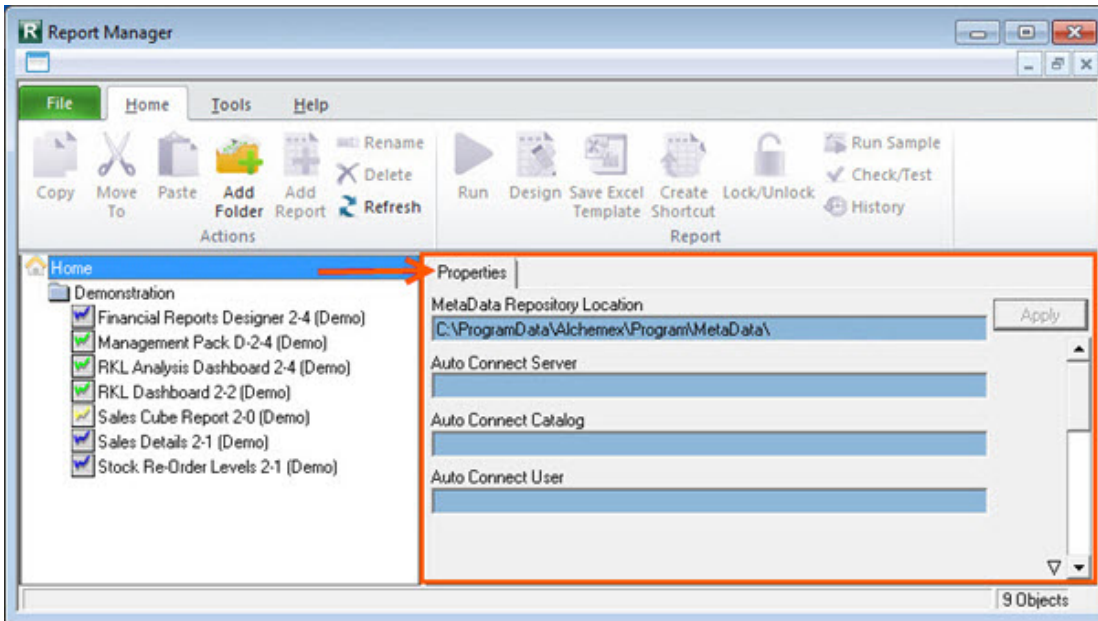 Report Manager
File Home Tools Help
Copy
Move To
Paste
Add Folder
Add Report
Rename
Delete
Refresh
Actions
Run
Design
Save Excel Template
Create Shortcut
Lock/Unlock
Run Sample
Check/Test
History
Report
Home
Demonstration
Financial Reports Designer 2-4 (Demo)
Management Pack D-2-4 (Demo)
RKL Analysis Dashboard 2-4 (Demo)
RKL Dashboard 2-2 (Demo)
Sales Cube Report 2-0 (Demo)
Sales Details 2-1 (Demo)
Stock Re-Order Levels 2-1 (Demo)
Properties
MetaData Repository Location
C:\ProgramData\Alchemex\Program\MetaData\
Apply
Auto Connect Server
Auto Connect Catalog
Auto Connect User
9 Objects